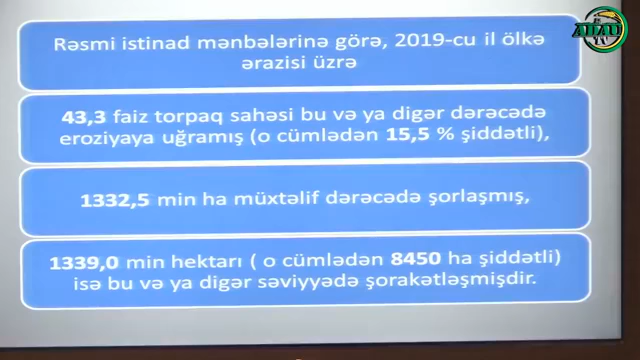 ADAU
TV
Rəsmi istinad mənbələrinə görə, 2019-cu il ölkə
ərazisi üzrə
43,3 faiz torpaq sahəsi bu və ya digər dərəcədə
eroziyaya uğramış (o cümlədən 15,5 % şiddətli),
1332,5 min ha müxtəlif dərəcədə şorlaşmış,
1339,0 min hektarı ( o cümlədən 8450 ha şiddətli)
isə bu və ya digər səviyyədə şorakətləşmişdir.